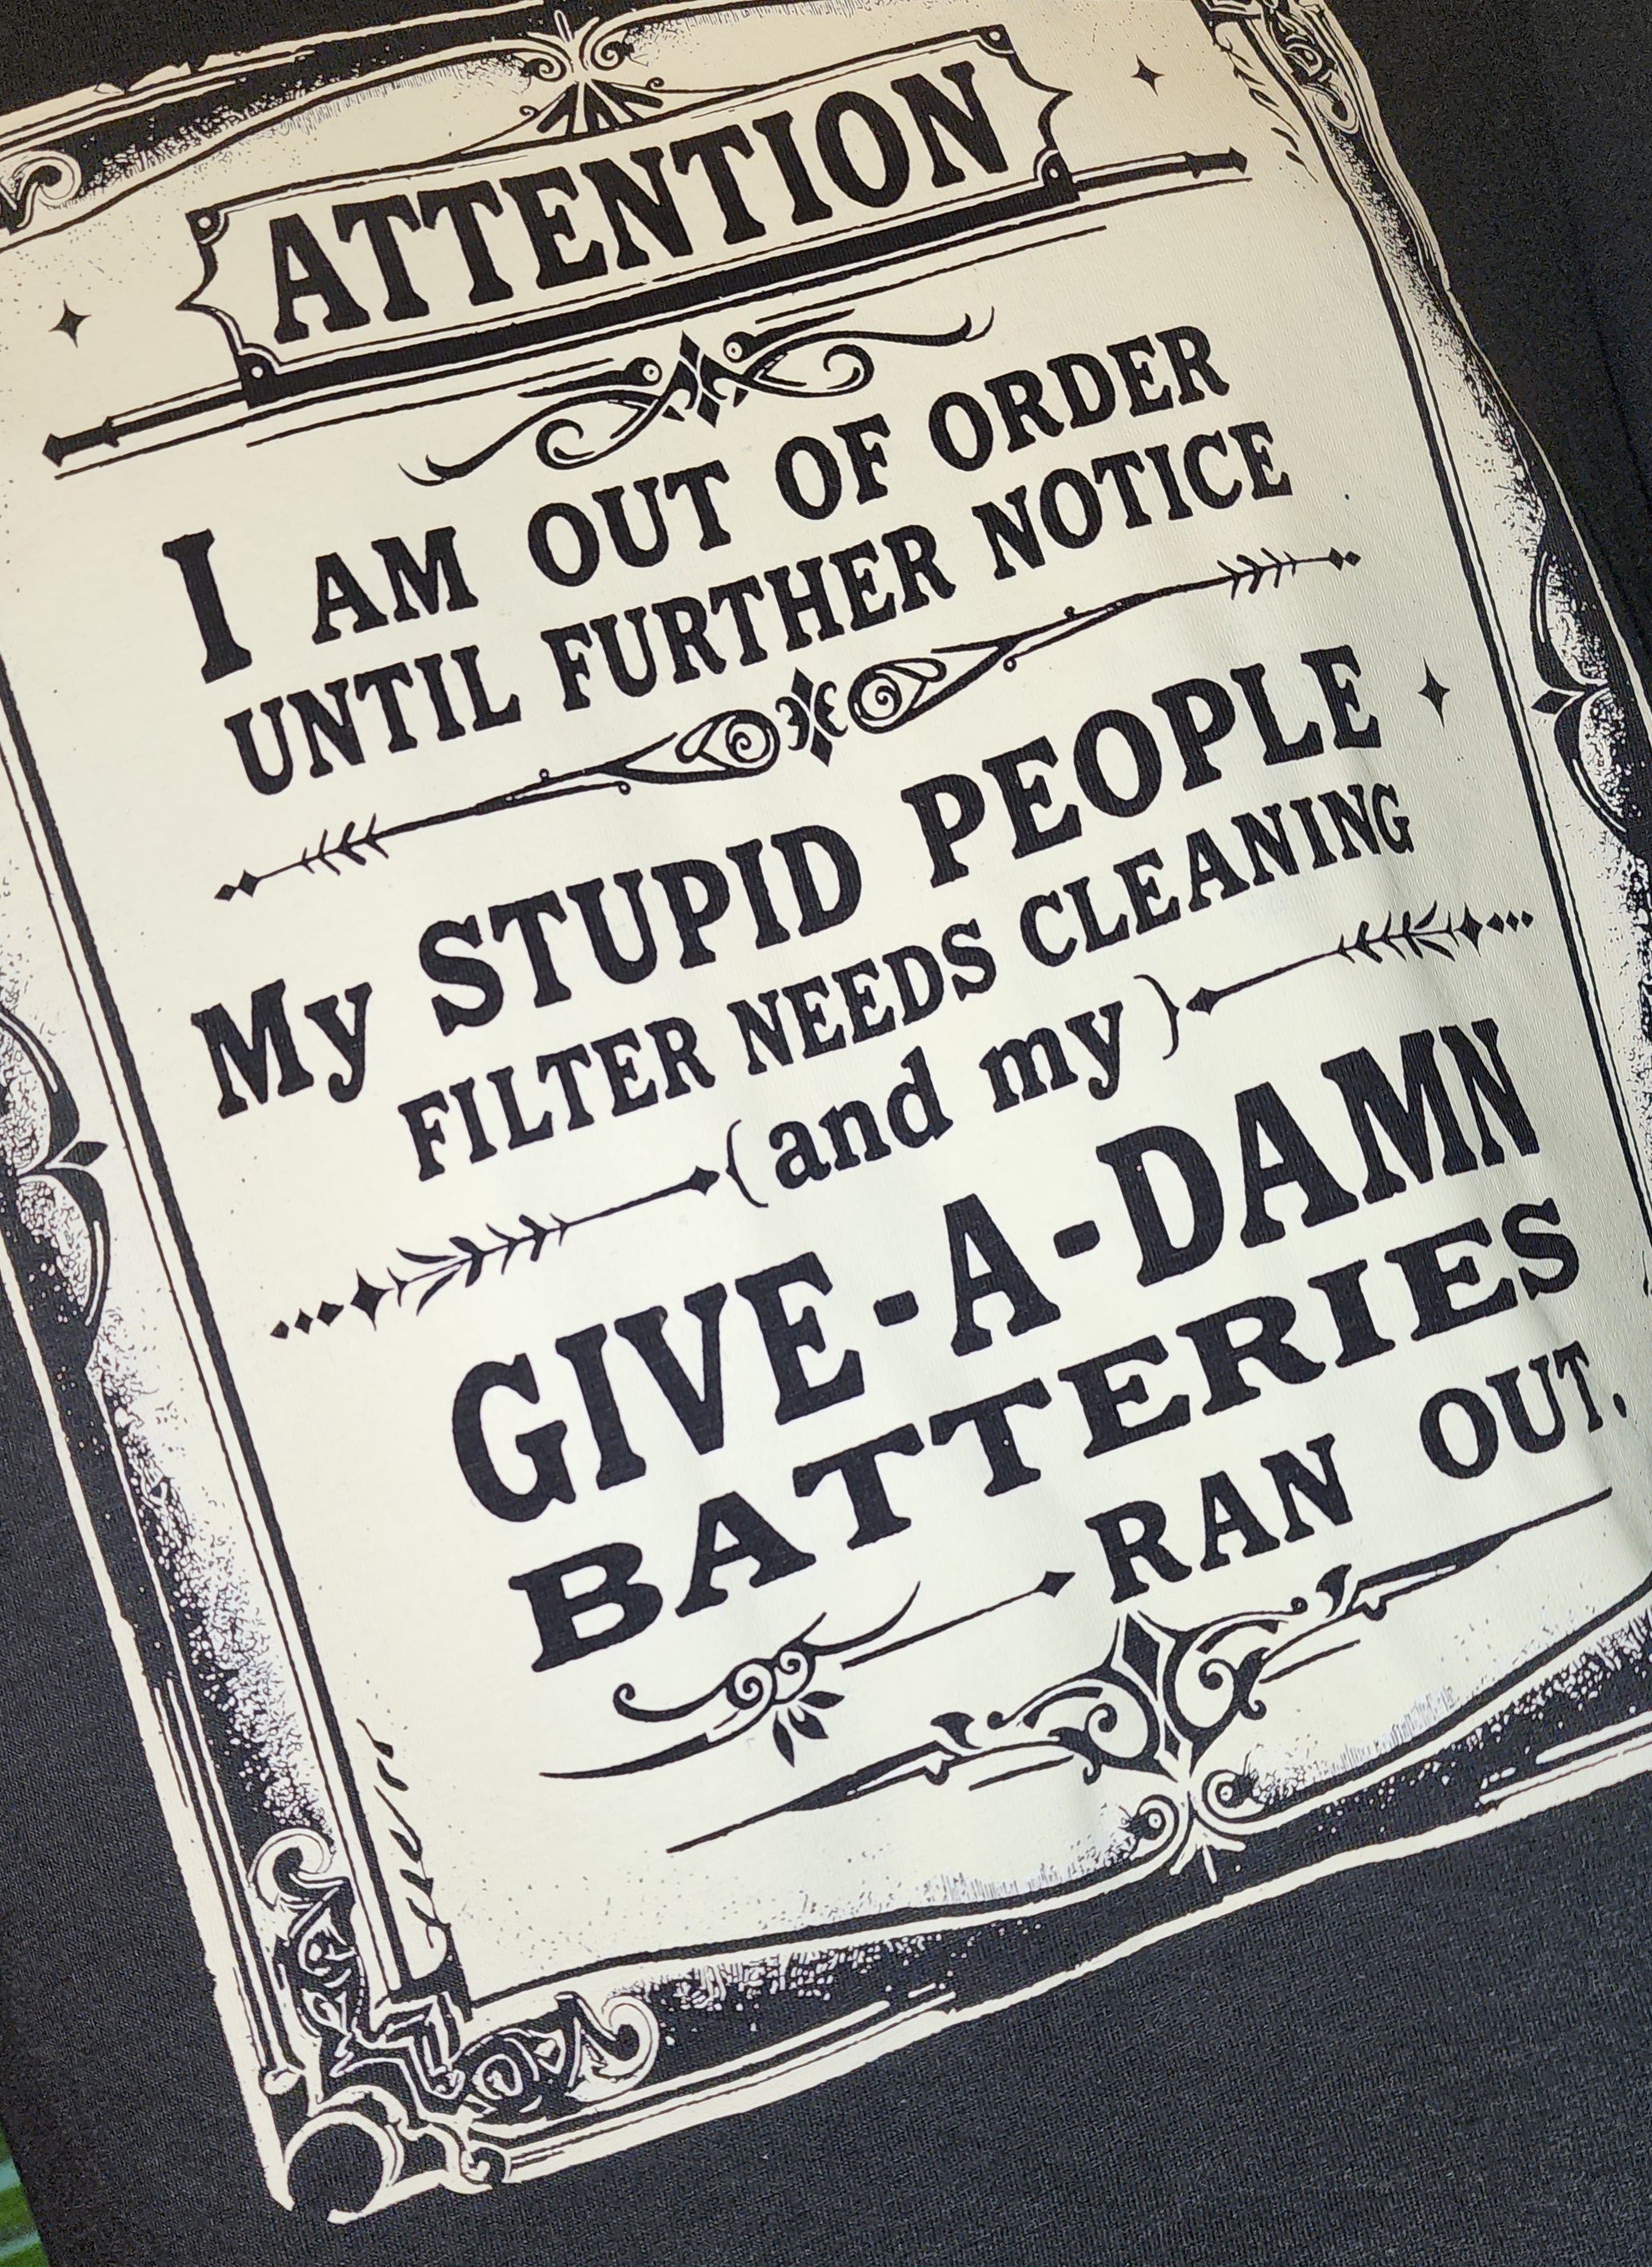 ATTENTION
I AM OUT OF ORDER
UNTIL FURTHER NOTICE
My STUPID PEOPLE
FILTER NEEDS CLEANING
(and my)
GIVE-A-DAMN
BATTERIES
RAN OUT.